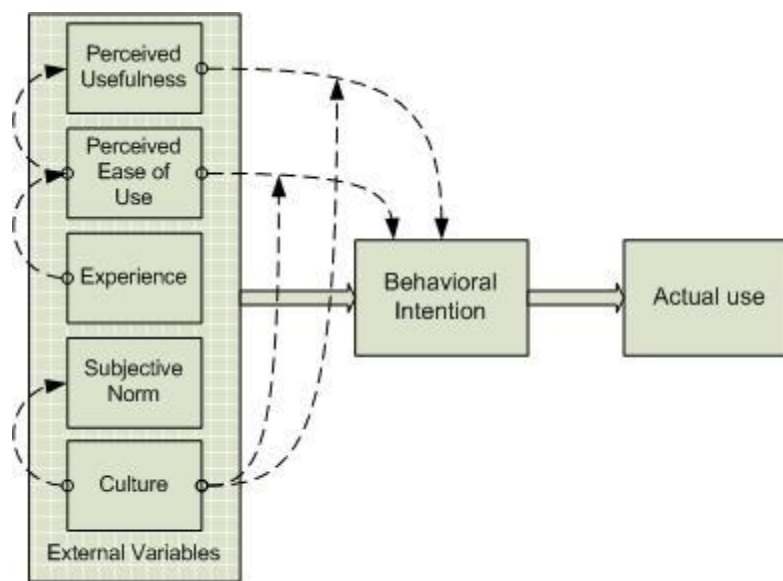 Perceived
Usefulness
Perceived
Ease of
Use
Experience
Subjective
Norm
Culture
External Variables
Behavioral
Intention
Actual use